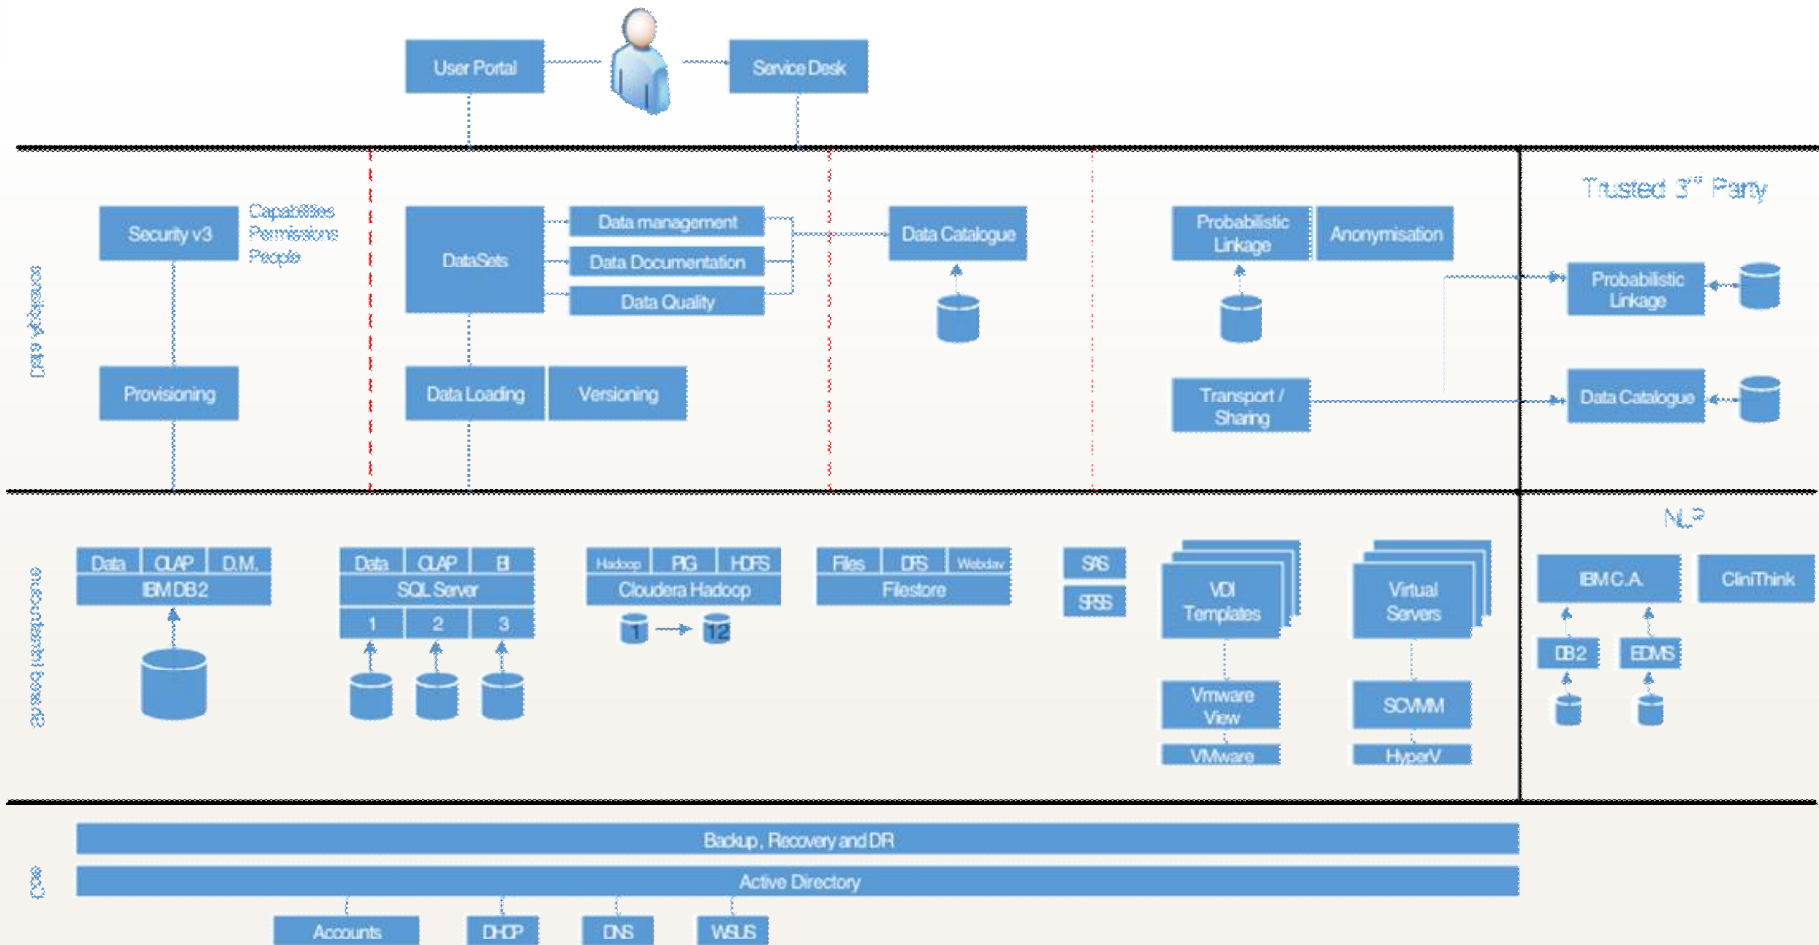 User Portal
Service Desk
Security v3
Capabilities
Permissions
People
DataSets
Data management
Data Documentation
Data Quality
Data Catalogue
Probabilistic
Linkage
Anonymisation
Trusted 3rd Party
Probabilistic
Linkage
Provisioning
Data Loading
Versioning
Transport /
Sharing
Data Catalogue
Data
OLAP
D.M.
IBM DB2
Data
OLAP
BI
SQL Server
1
2
3
Hadoop
PIG
HDFS
Cloudera Hadoop
1
12
Files
DFS
Webdav
Filestore
SAS
SPSS
VDI
Templates
Vmware
View
VMware
Virtual
Servers
SCVMM
HyperV
NLP
IBM C.A.
CliniThink
DB2
EDMS
Core
Backup, Recovery and DR
Active Directory
Accounts
DHCP
DNS
WSUS